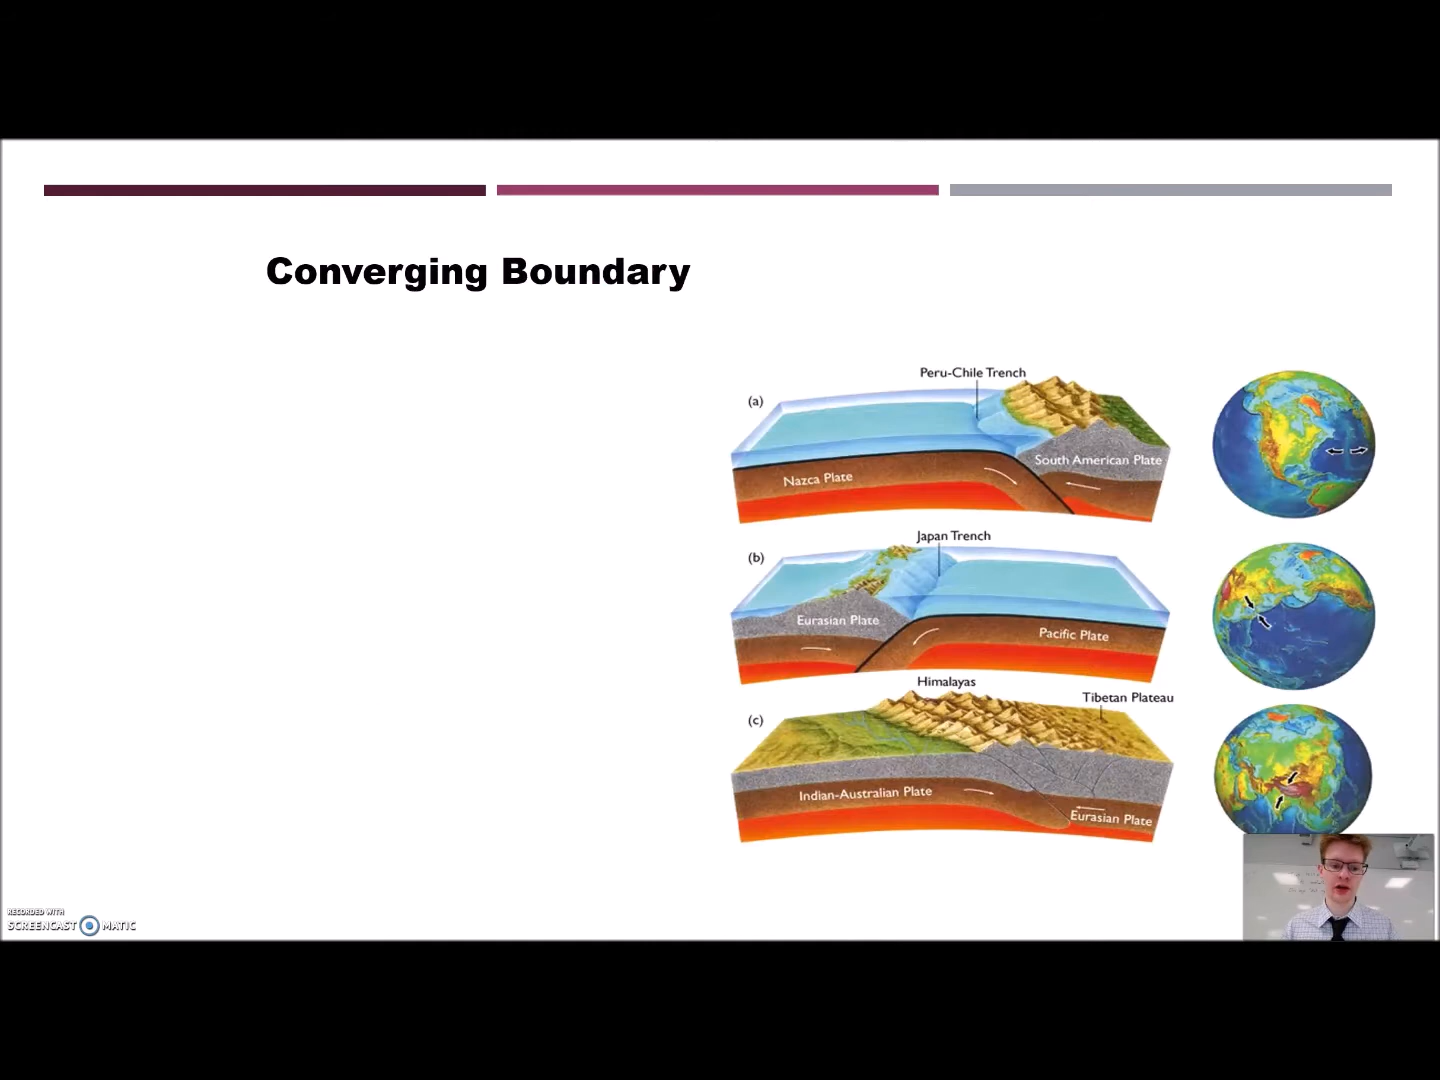 Converging Boundary
Peru-Chile Trench
(a)
South American Plate
Nazca Plate
Japan Trench
(b)
Eurasian Plate
Pacific Plate
Himalayas
Tibetan Plateau
(c)
Indian-Australian Plate
Eurasian Plate
RECORDED WITH
SCREENCAST MATIC